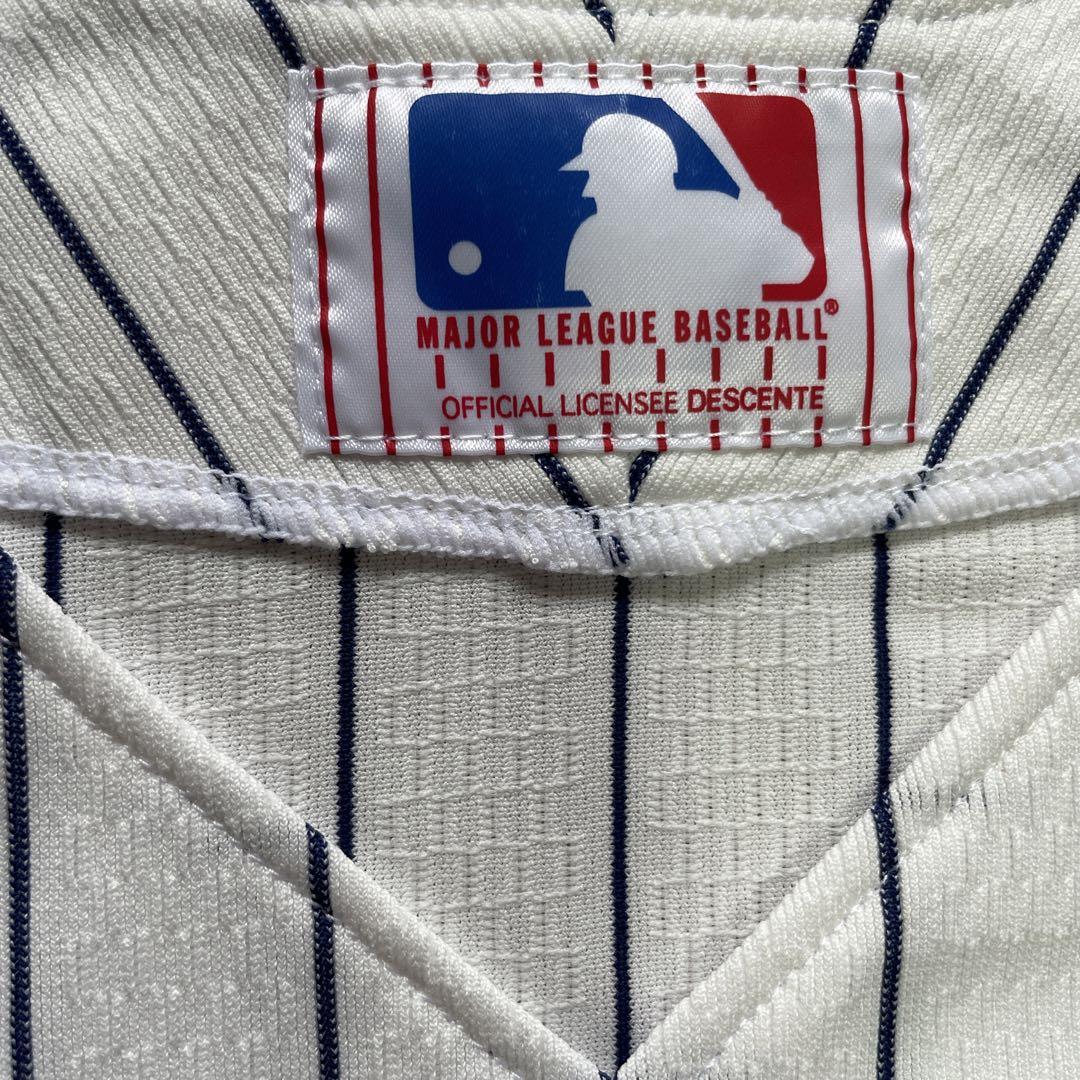 MAJOR LEAGUE BASEBALL®
OFFICIAL LICENSEE DESCENTE